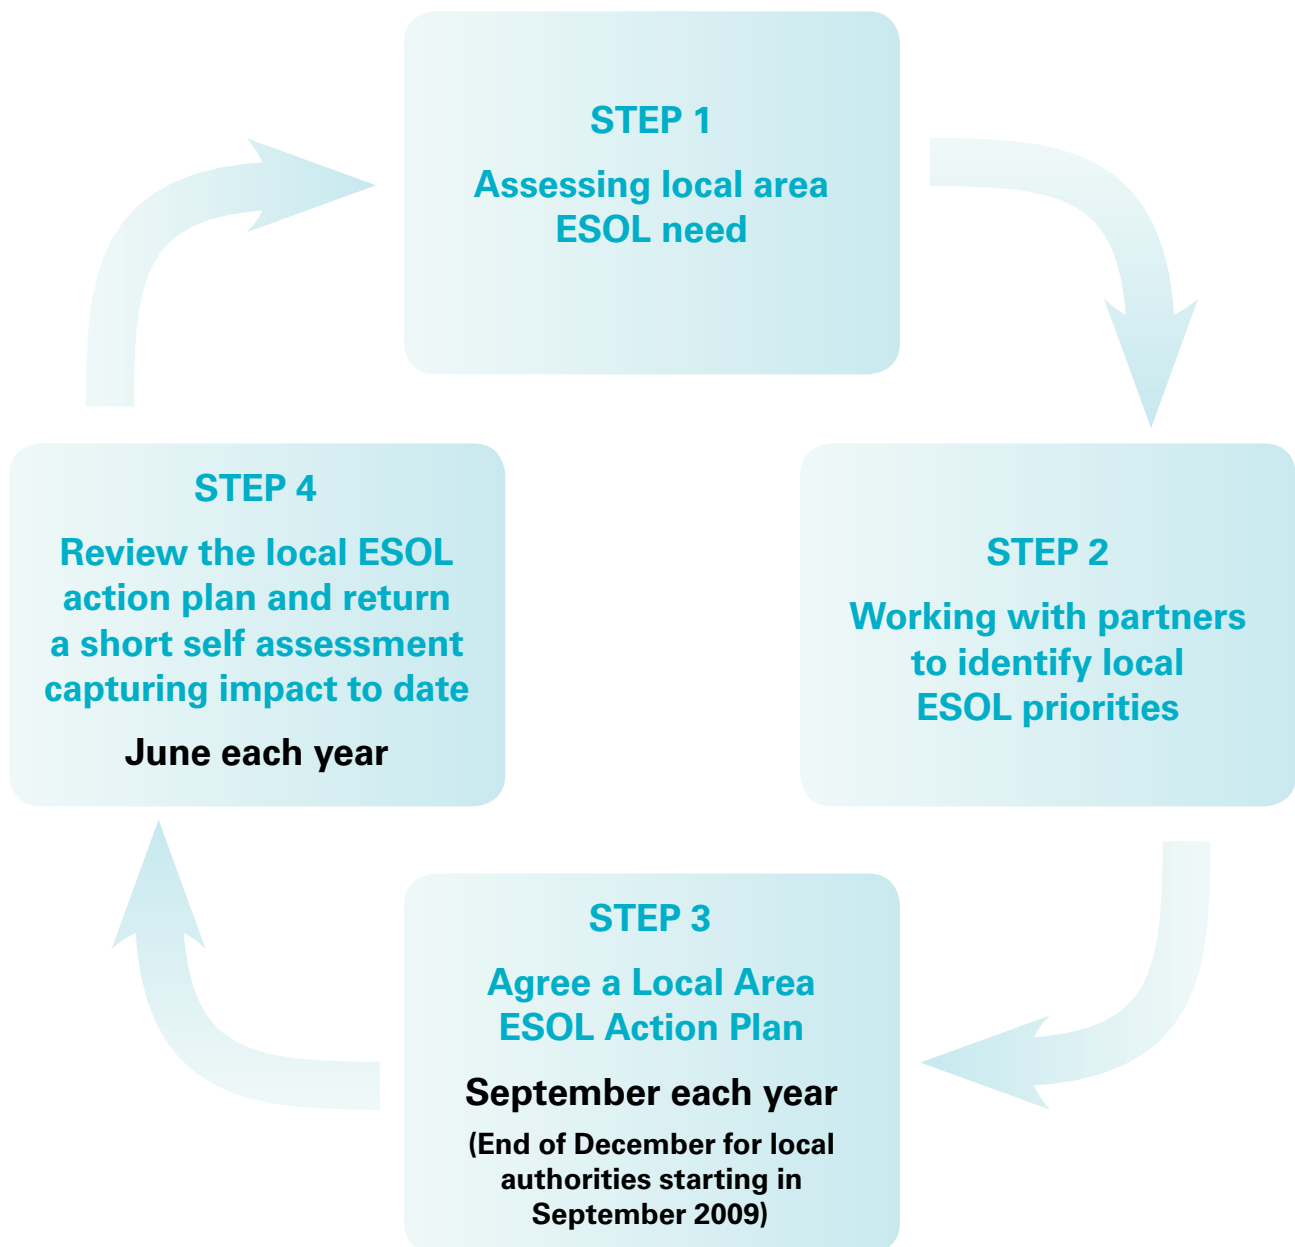 STEP 1
Assessing local area
ESOL need
STEP 2
Working with partners
to identify local
ESOL priorities
STEP 3
Agree a Local Area
ESOL Action Plan
September each year
(End of December for local
authorities starting in
September 2009)
STEP 4
Review the local ESOL
action plan and return
a short self assessment
capturing impact to date
June each year